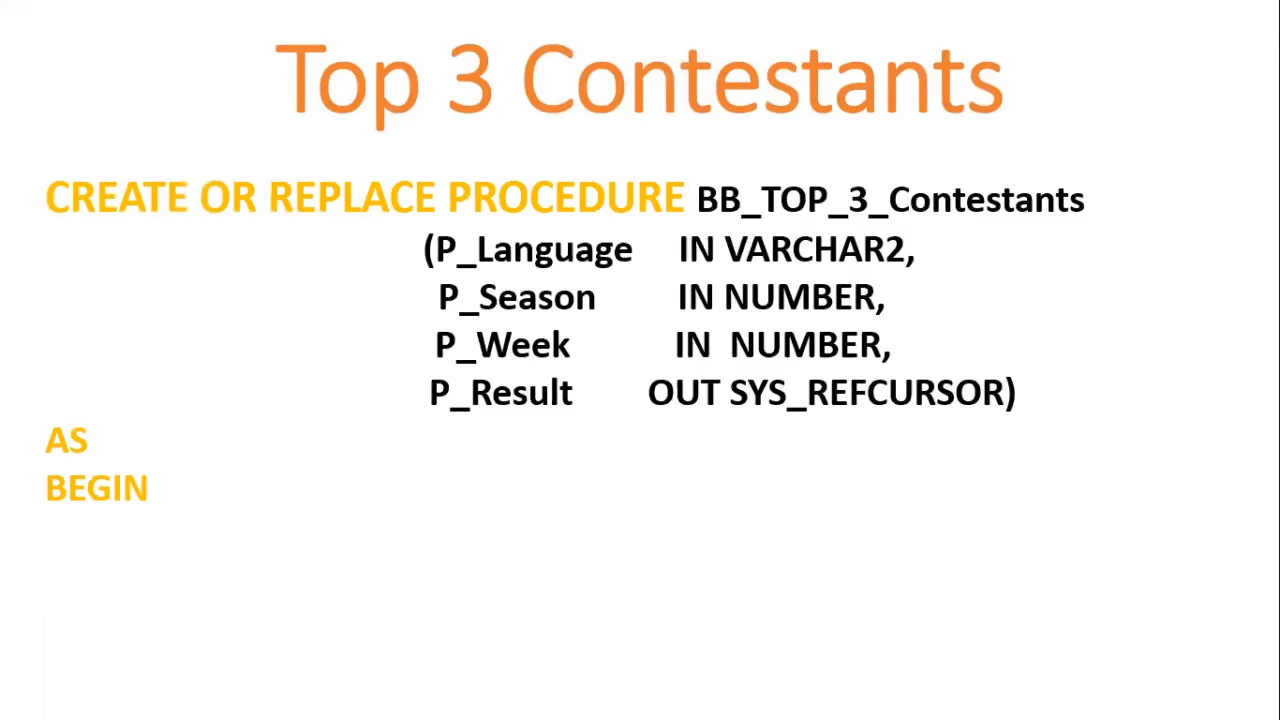 Top 3 Contestants
CREATE OR REPLACE PROCEDURE BB_TOP_3_Contestants
(P_Language IN VARCHAR2,
P_Season IN NUMBER,
P_Week IN NUMBER,
P_Result OUT SYS_REFCURSOR)
AS
BEGIN